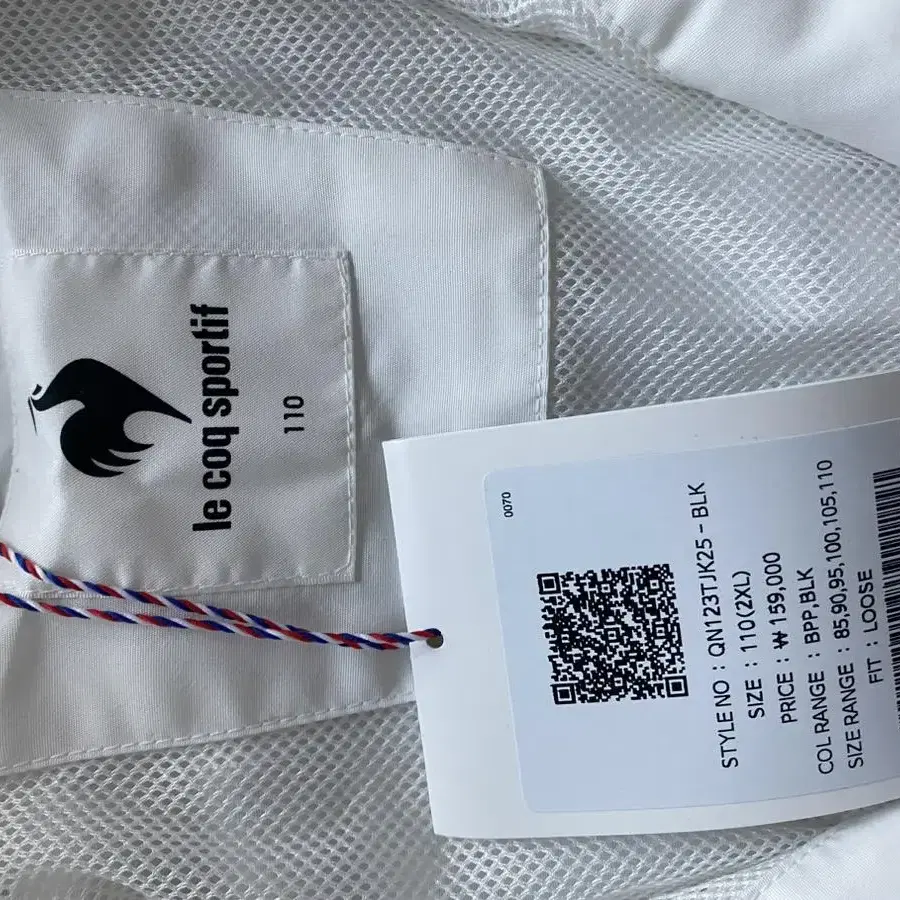 le coq sportif
110
0070
STYLE NO : QN123TJK25 - BLK
SIZE : 110(2XL)
PRICE : ₩ 159,000
COL RANGE : BPP,BLK
SIZE RANGE : 85,90,95,100,105,110
FIT : LOOSE